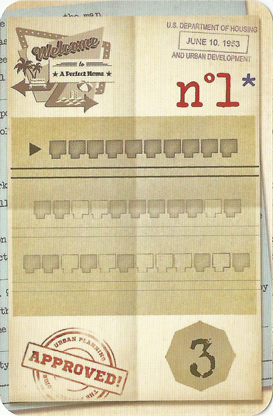 Welcome
to
A Perfect Home
U.S. DEPARTMENT OF HOUSING
JUNE 10, 1953
AND URBAN DEVELOPMENT
n°1*
URBAN PLANNING
APPROVED!
3